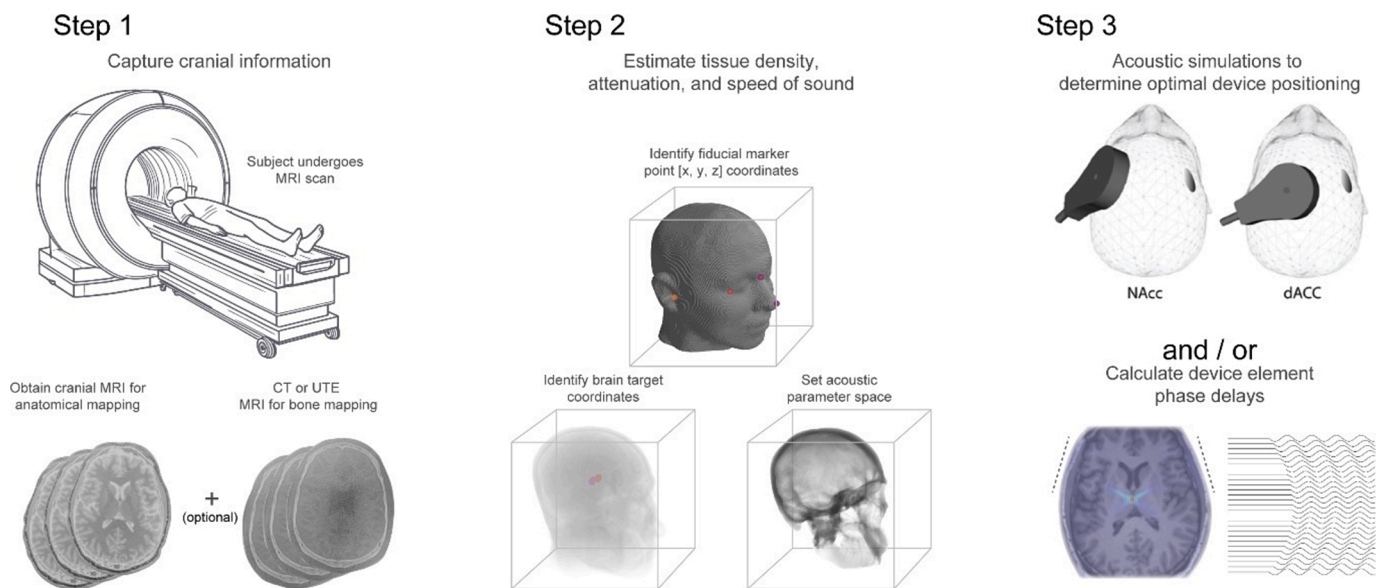 Step 1
Capture cranial information
Subject undergoes
MRI scan
Obtain cranial MRI for
anatomical mapping
+
(optional)
CT or UTE
MRI for bone mapping
Step 2
Estimate tissue density,
attenuation, and speed of sound
Identify fiducial marker
point [x, y, z] coordinates
Identify brain target
coordinates
Set acoustic
parameter space
Step 3
Acoustic simulations to
determine optimal device positioning
NAcc
dACC
and / or
Calculate device element
phase delays